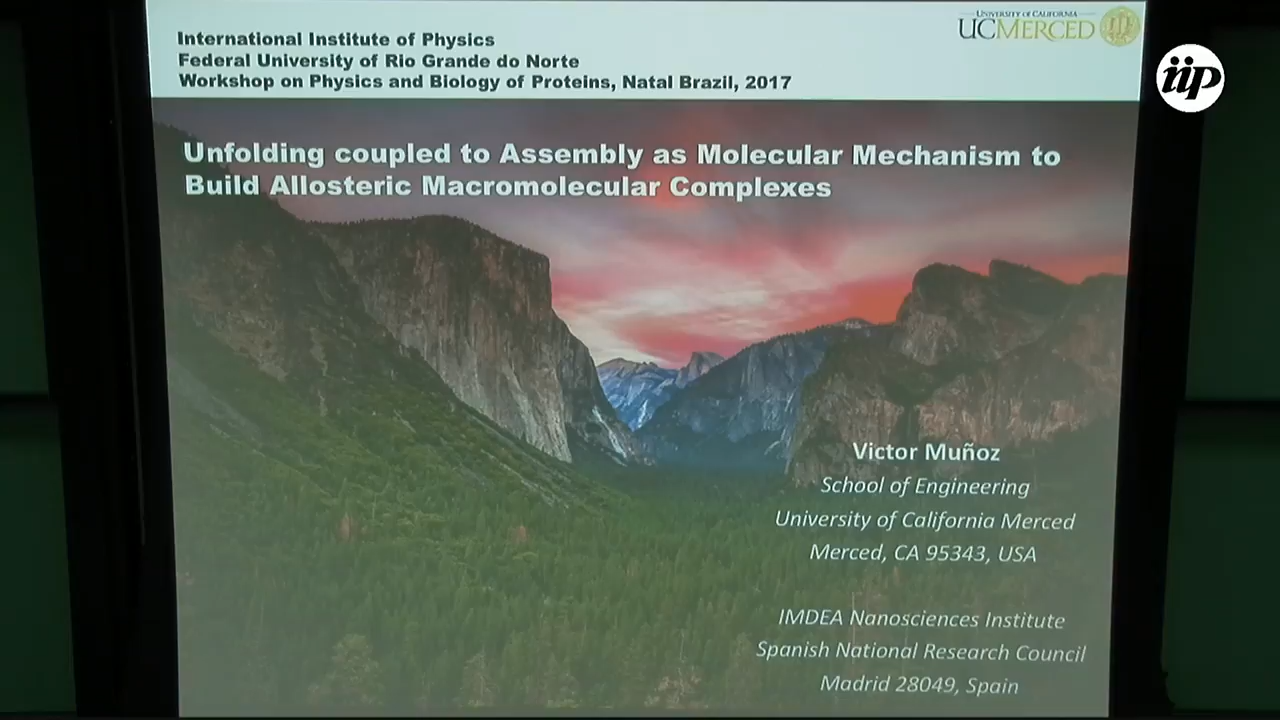 International Institute of Physics
Federal University of Rio Grande do Norte
Workshop on Physics and Biology of Proteins, Natal Brazil, 2017
UNIVERSITY OF CALIFORNIA
UCMERCED
iip
Unfolding coupled to Assembly as Molecular Mechanism to
Build Allosteric Macromolecular Complexes
Victor Muñoz
School of Engineering
University of California Merced
Merced, CA 95343, USA
IMDEA Nanosciences Institute
Spanish National Research Council
Madrid 28049, Spain